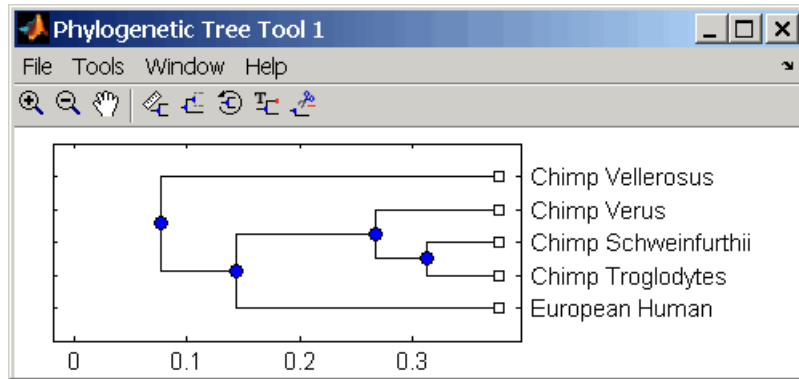 Phylogenetic Tree Tool 1
File Tools Window Help
Chimp Vellerosus
Chimp Verus
Chimp Schweinfurthii
Chimp Troglodytes
European Human
0 0.1 0.2 0.3